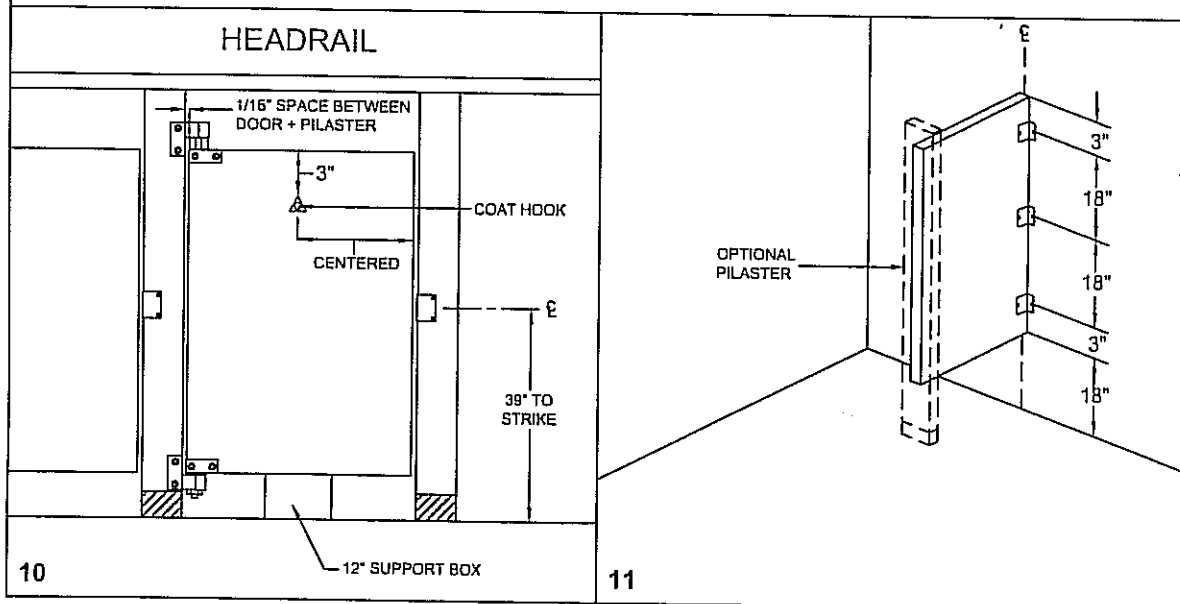 HEADRAIL
1/16" SPACE BETWEEN
DOOR + PILASTER
3"
COAT HOOK
CENTERED
℄
39" TO
STRIKE
12" SUPPORT BOX
10
℄
3"
18"
OPTIONAL
PILASTER
18"
3"
18"
11